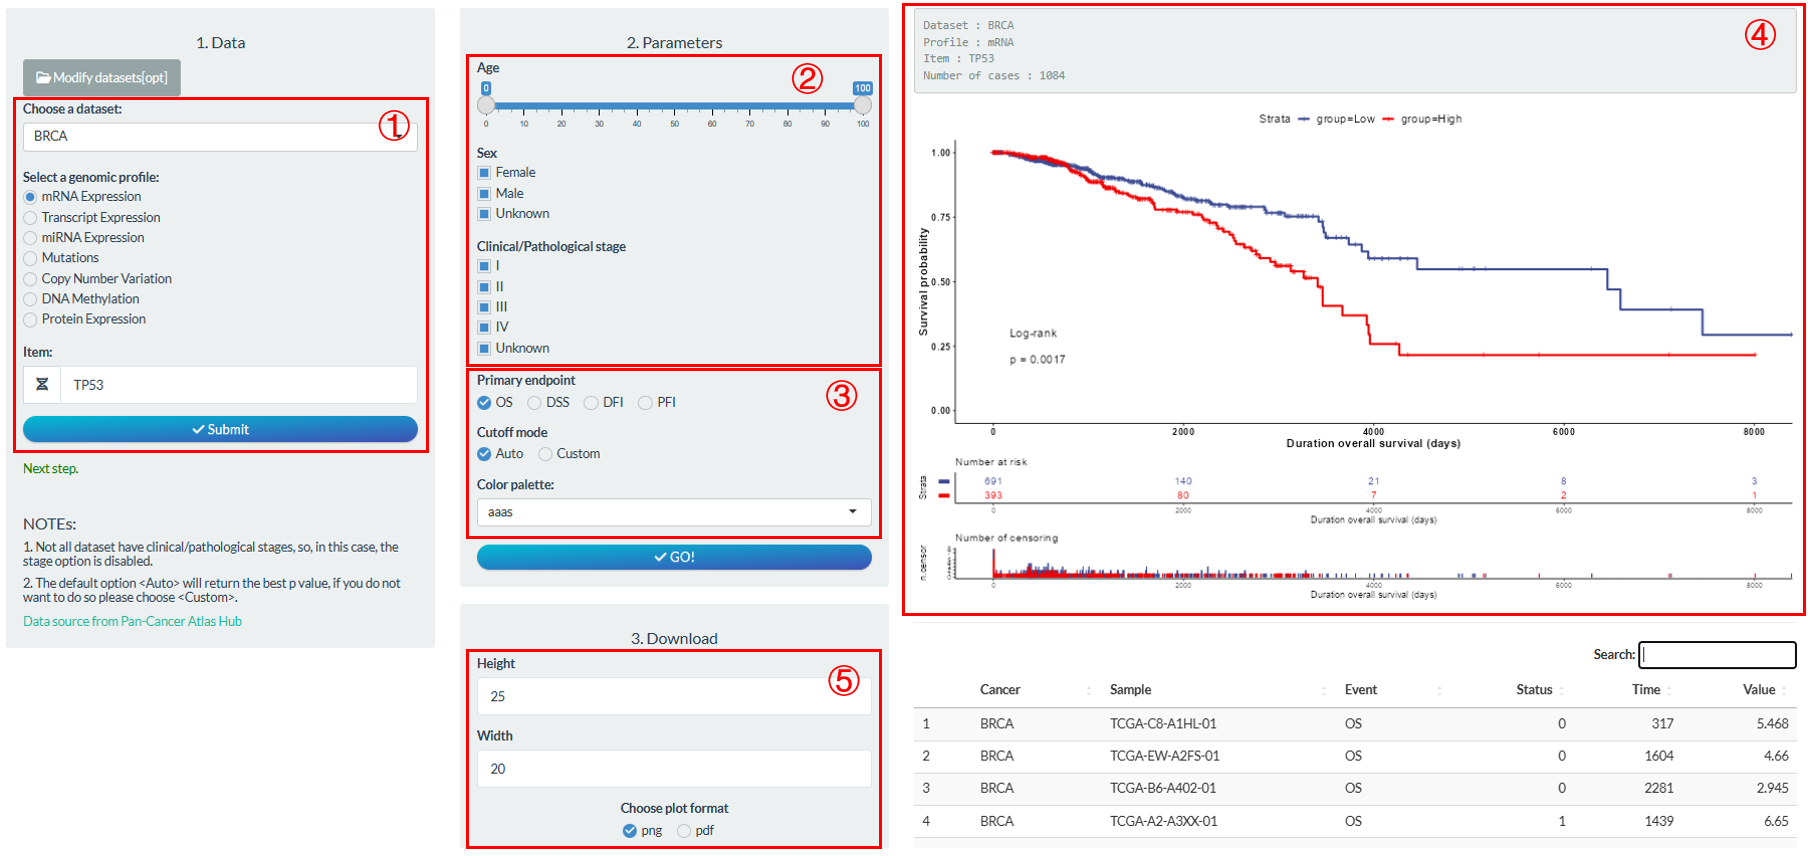 1. Data
Modify datasets[opt]
①
Choose a dataset:
BRCA
Select a genomic profile:
mRNA Expression
Transcript Expression
miRNA Expression
Mutations
Copy Number Variation
DNA Methylation
Protein Expression
Item:
TP53
Submit
Next step.
NOTEs:
1. Not all dataset have clinical/pathological stages, so, in this case, the
stage option is disabled.
2. The default option <Auto> will return the best p value, if you do not
want to do so please choose <Custom>.
Data source from Pan-Cancer Atlas Hub
2. Parameters
②
Age
0 100
0 10 20 30 40 50 60 70 80 90 100
Sex
Female
Male
Unknown
Clinical/Pathological stage
I
II
III
IV
Unknown
③
Primary endpoint
OS DSS DFI PFI
Cutoff mode
Auto Custom
Color palette:
aaas
GO!
3. Download
⑤
Height
25
Width
20
Choose plot format
png pdf
④
Dataset : BRCA
Profile : mRNA
Item : TP53
Number of cases : 1084
Strata group=Low group=High
Survival probability
1.00
0.75
0.50
0.25
0.00
Log-rank
p = 0.0017
0 2000 4000 6000 8000
Duration overall survival (days)
Number at risk
Strata
691 140 21 8 3
393 80 7 2 1
0 2000 4000 6000 8000
Duration overall survival (days)
Number of censoring
n.censor
0 2000 4000 6000 8000
Duration overall survival (days)
Search:
Cancer Sample Event Status Time Value
1 BRCA TCGA-C8-A1HL-01 OS 0 317 5.468
2 BRCA TCGA-EW-A2FS-01 OS 0 1604 4.66
3 BRCA TCGA-B6-A402-01 OS 0 2281 2.945
4 BRCA TCGA-A2-A3XX-01 OS 1 1439 6.65